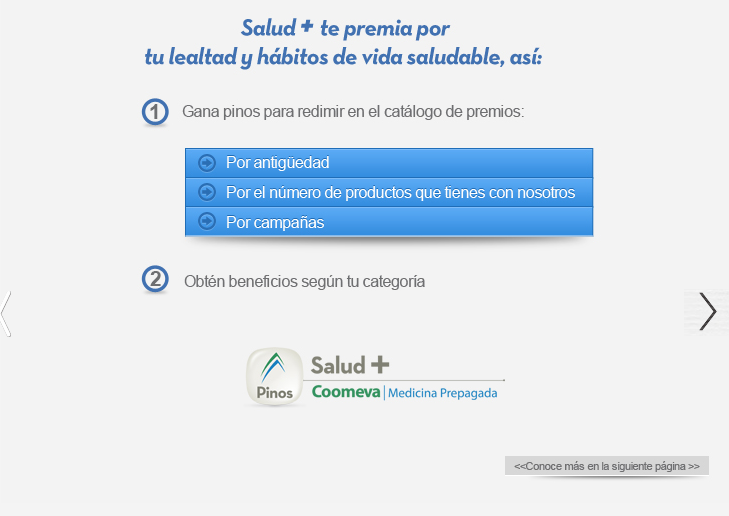 Salud + te premia por
tu lealtad y hábitos de vida saludable, así:
1 Gana pinos para redimir en el catálogo de premios:
Por antigüedad
Por el número de productos que tienes con nosotros
Por campañas
2 Obtén beneficios según tu categoría
Salud +
Pinos
Coomeva | Medicina Prepagada
<<Conoce más en la siguiente página >>